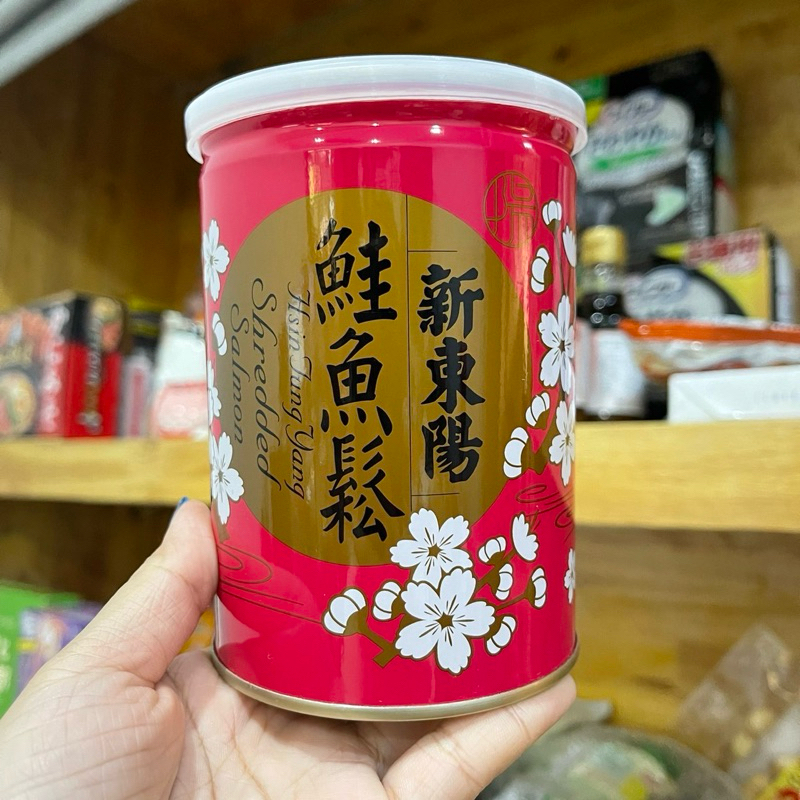 新東陽
鮭魚鬆
Hsin Tung Yang
Shredded
Salmon